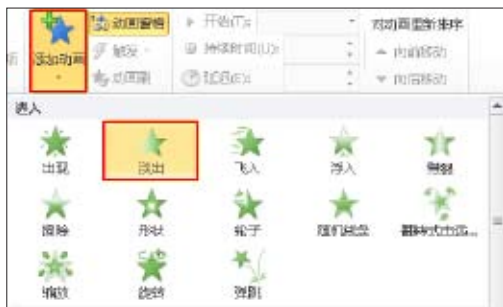 添加动画
动画窗格
触发
动画刷
开始(T):
持续时间(U):
延迟(E):
对动画重新排序
向前移动
向后移动
进入
出现 淡出 飞入 浮入 劈裂
擦除 形状 轮子 随机线条 翻转式由远...
缩放 旋转 弹跳